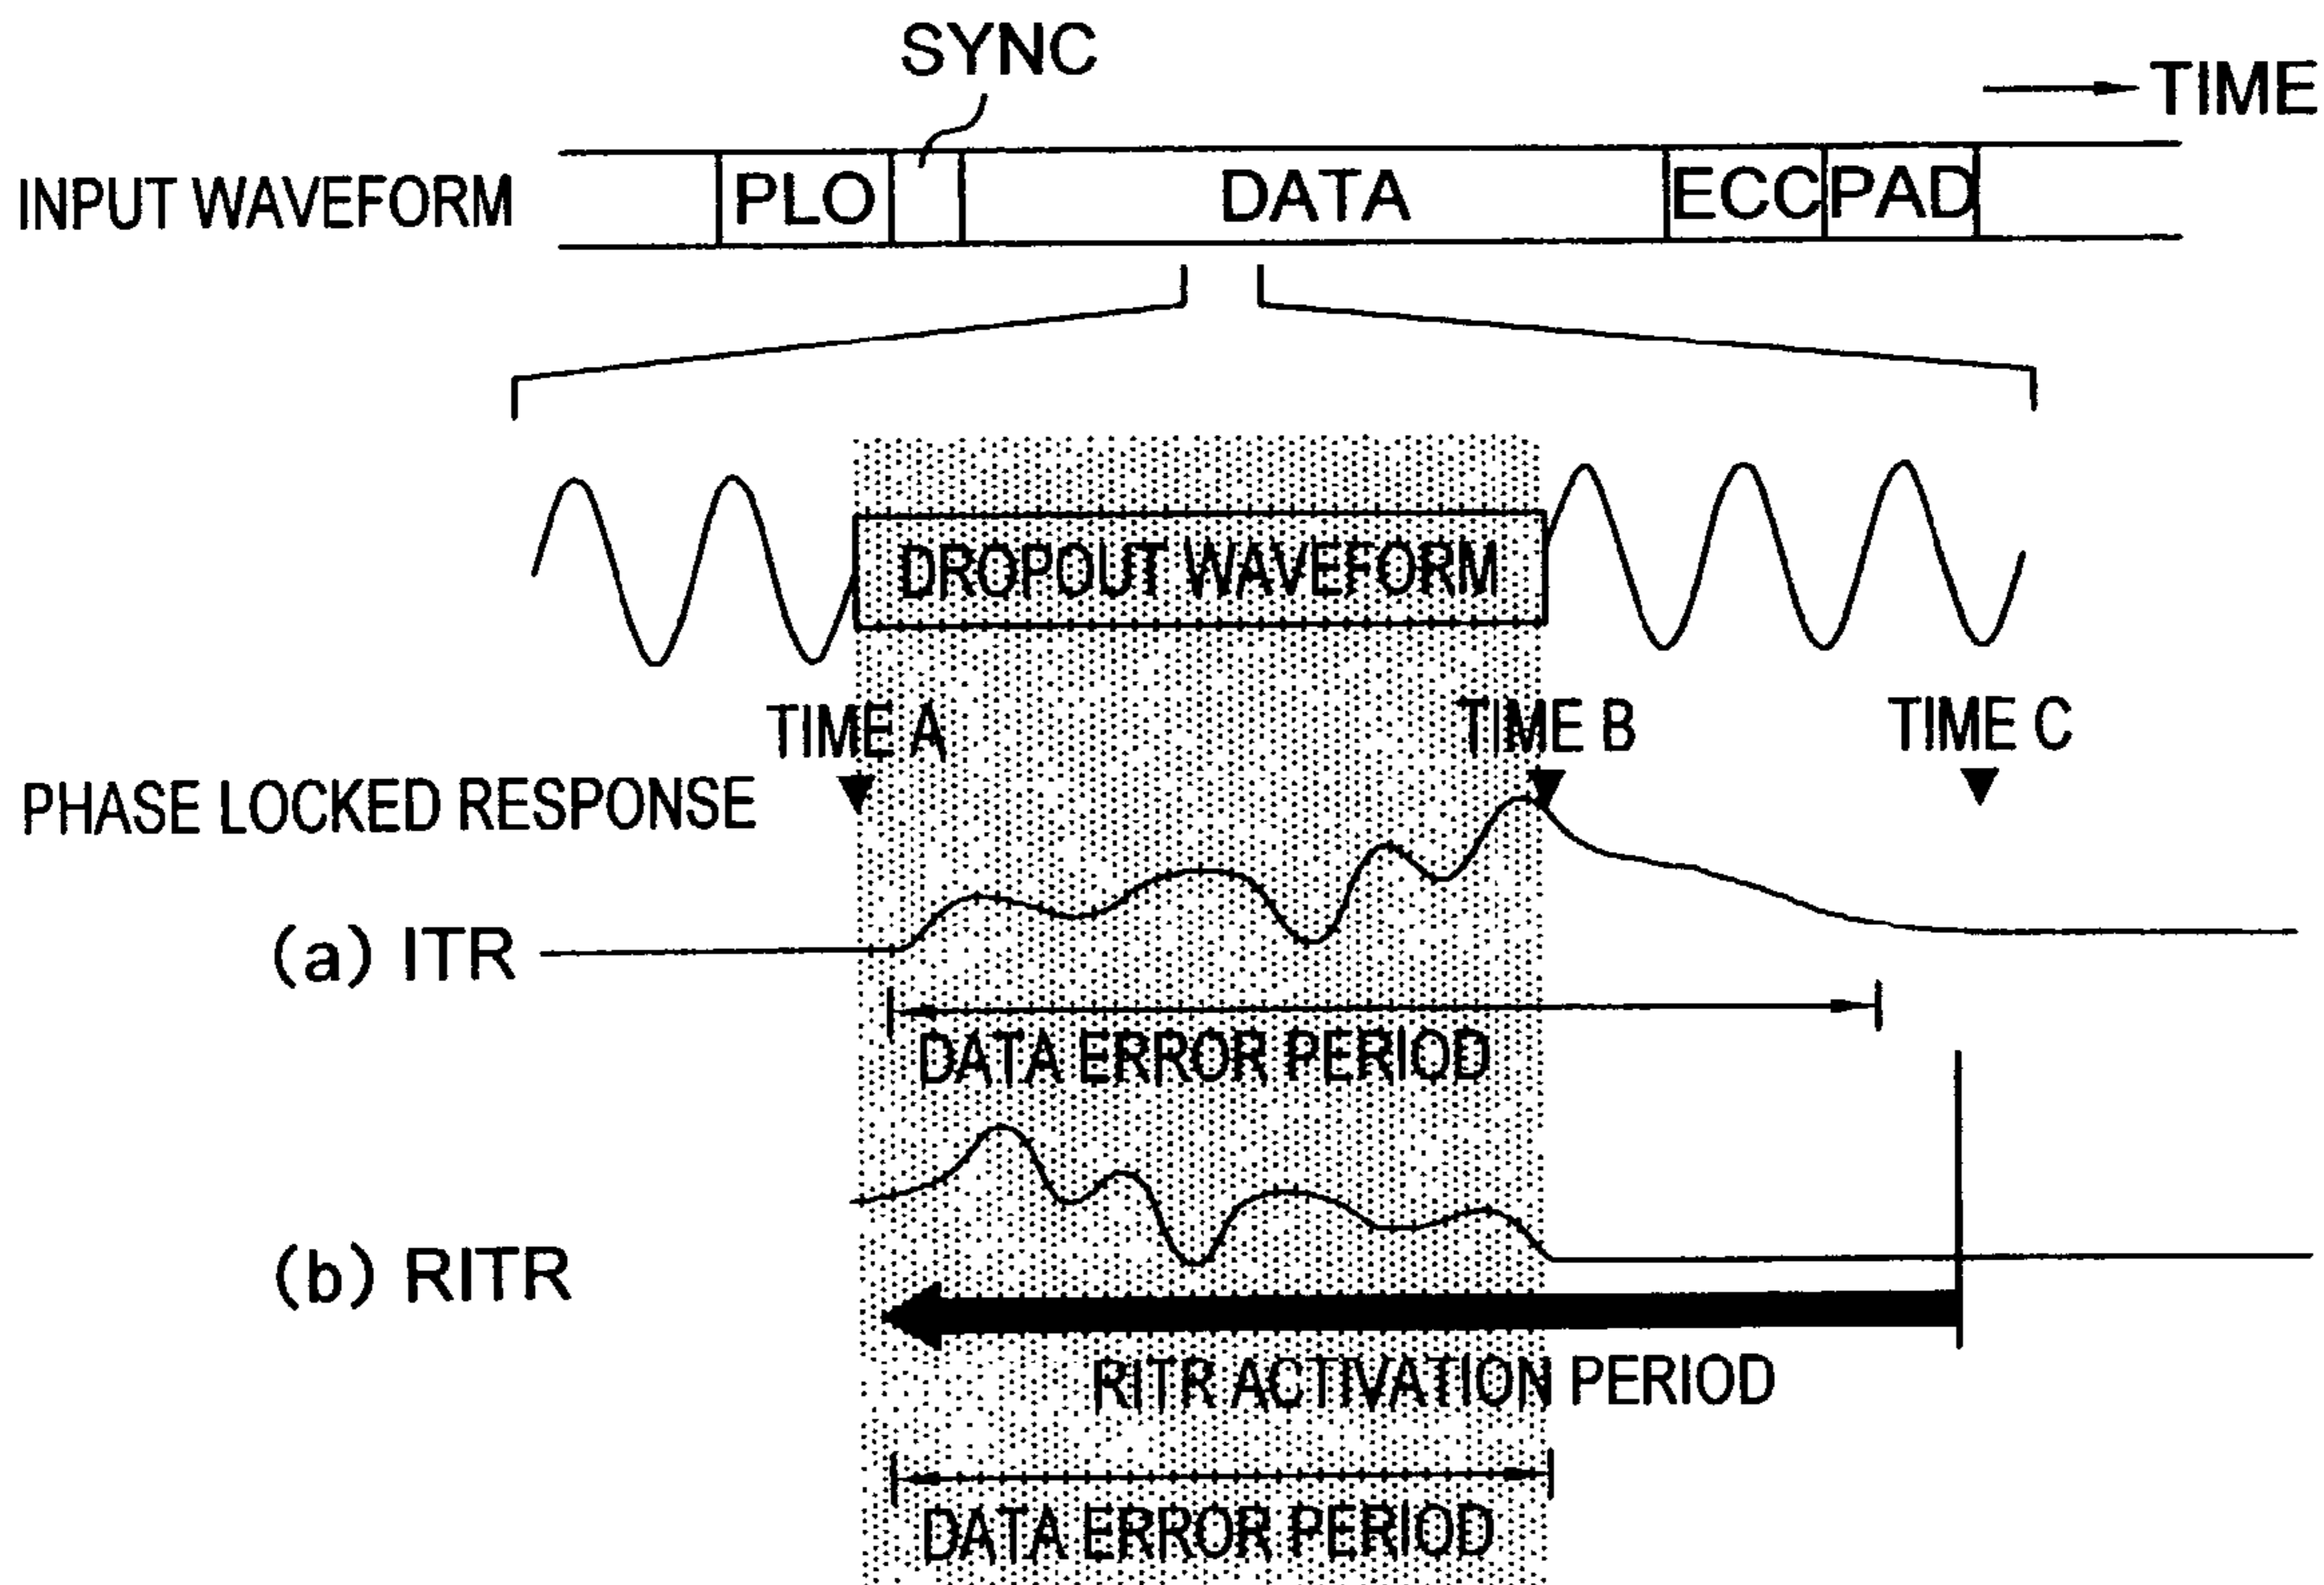 SYNC
TIME
INPUT WAVEFORM
PLO
DATA
ECC
PAD
DROPOUT WAVEFORM
TIME A
TIME B
TIME C
PHASE LOCKED RESPONSE
(a) ITR
DATA ERROR PERIOD
(b) RITR
RITR ACTIVATION PERIOD
DATA ERROR PERIOD